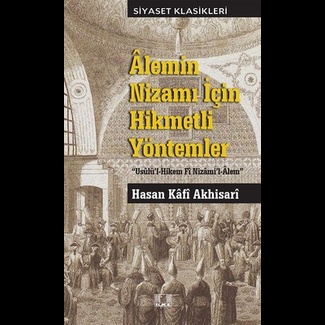 SİYASET KLASİKLERİ
Âlemin
Nizamı İçin
Hikmetli
Yöntemler
"Usûlü'l-Hikem Fî Nizâmi'l-Âlem"
Hasan Kâfî Akhisarî